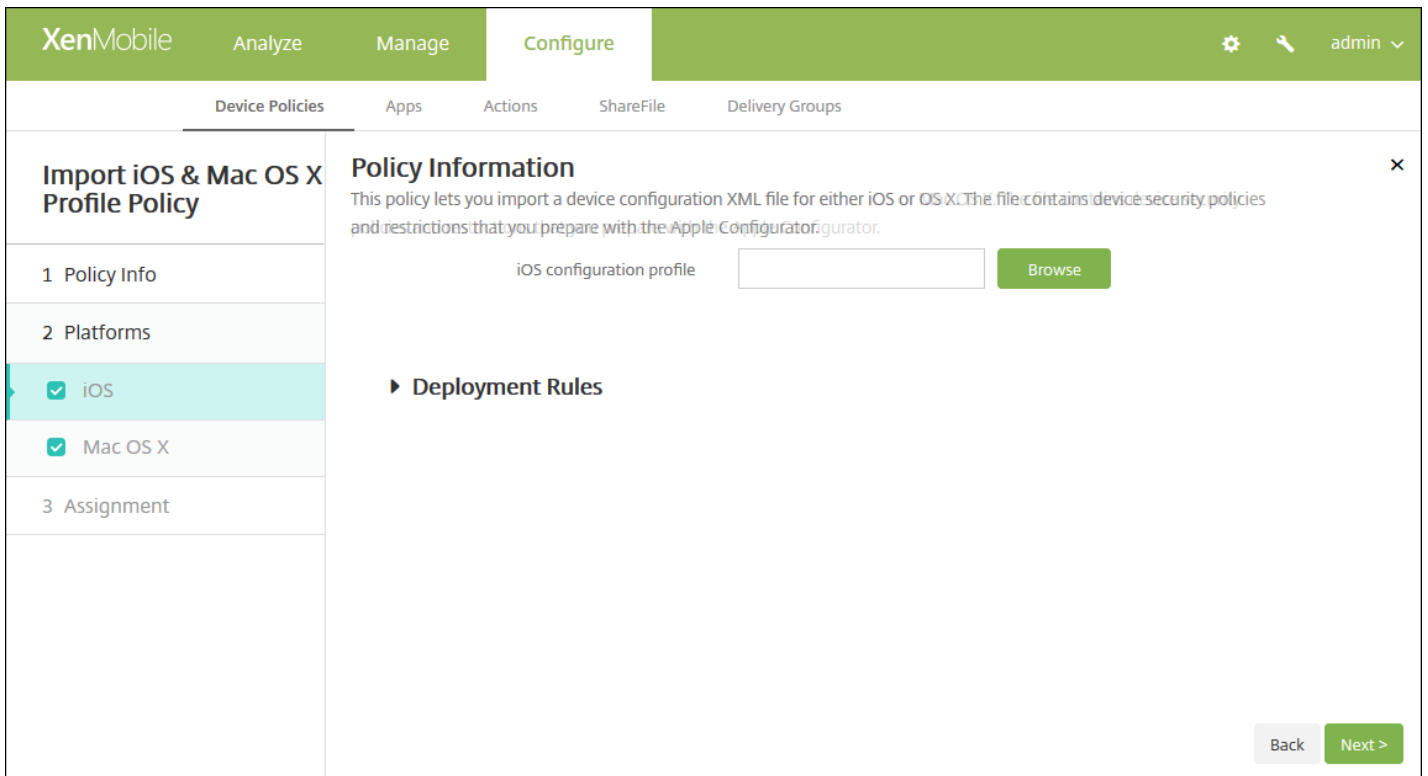 XenMobile Analyze Manage Configure admin
Device Policies Apps Actions ShareFile Delivery Groups
Import iOS & Mac OS X
Profile Policy
1 Policy Info
2 Platforms
iOS
Mac OS X
3 Assignment
Policy Information
This policy lets you import a device configuration XML file for either iOS or OS X. The file contains device security policies
and restrictions that you prepare with the Apple Configurator.
iOS configuration profile Browse
Deployment Rules
Back Next >